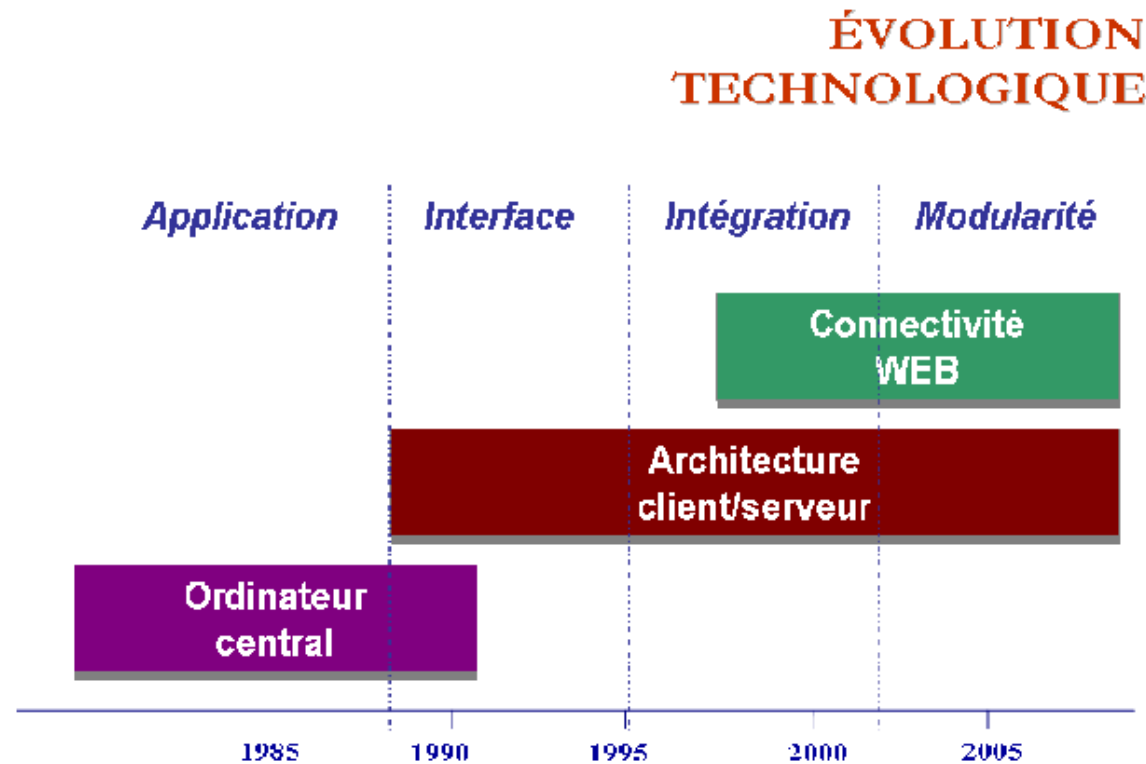 ÉVOLUTION
TECHNOLOGIQUE
Application Interface Intégration Modularité
Connectivité
WEB
Architecture
client/serveur
Ordinateur
central
1985 1990 1995 2000 2005